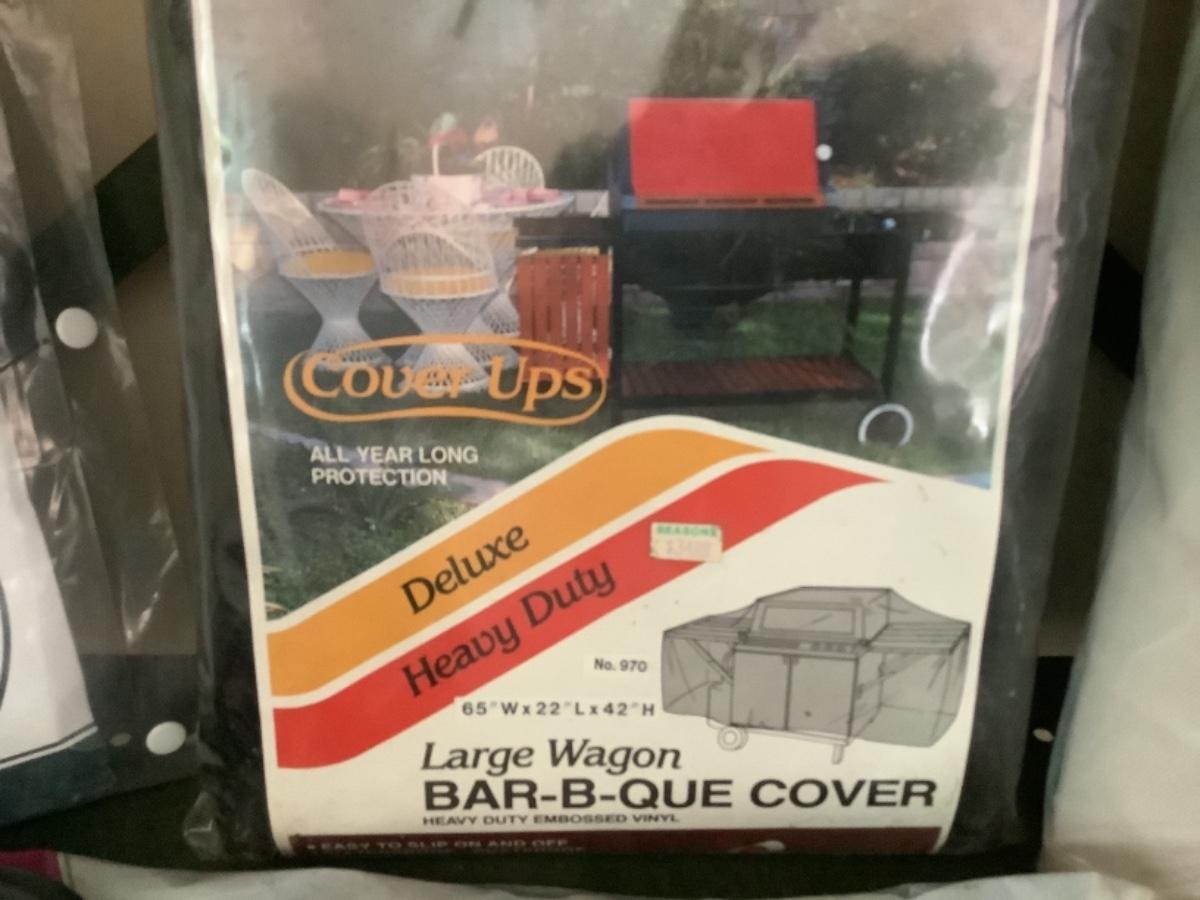 Cover Ups
ALL YEAR LONG
PROTECTION
Deluxe
Heavy Duty
SEASONS
No. 970
65" W x 22" L x 42" H
Large Wagon
BAR-B-QUE COVER
HEAVY DUTY EMBOSSED VINYL
• EASY TO SLIP ON AND OFF